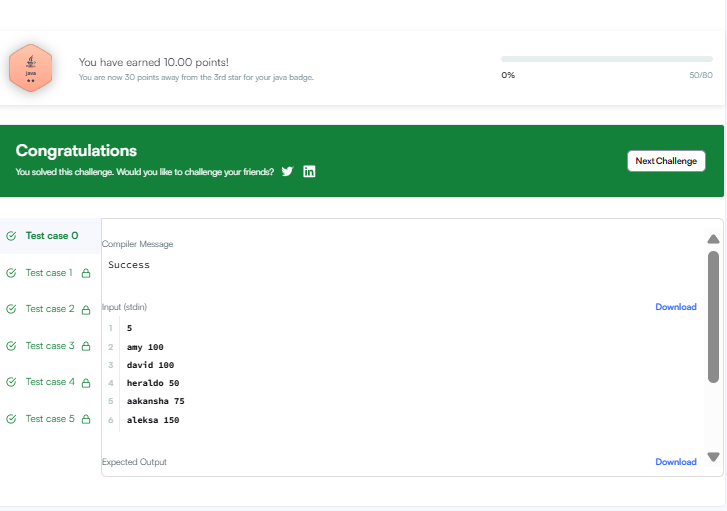 java
You have earned 10.00 points!
You are now 30 points away from the 3rd star for your java badge.
0%
50/80
Congratulations
You solved this challenge. Would you like to challenge your friends?
Next Challenge
Test case 0
Test case 1
Test case 2
Test case 3
Test case 4
Test case 5
Compiler Message
Success
Input (stdin)
Download
1 5
2 amy 100
3 david 100
4 heraldo 50
5 aakansha 75
6 aleksa 150
Expected Output
Download